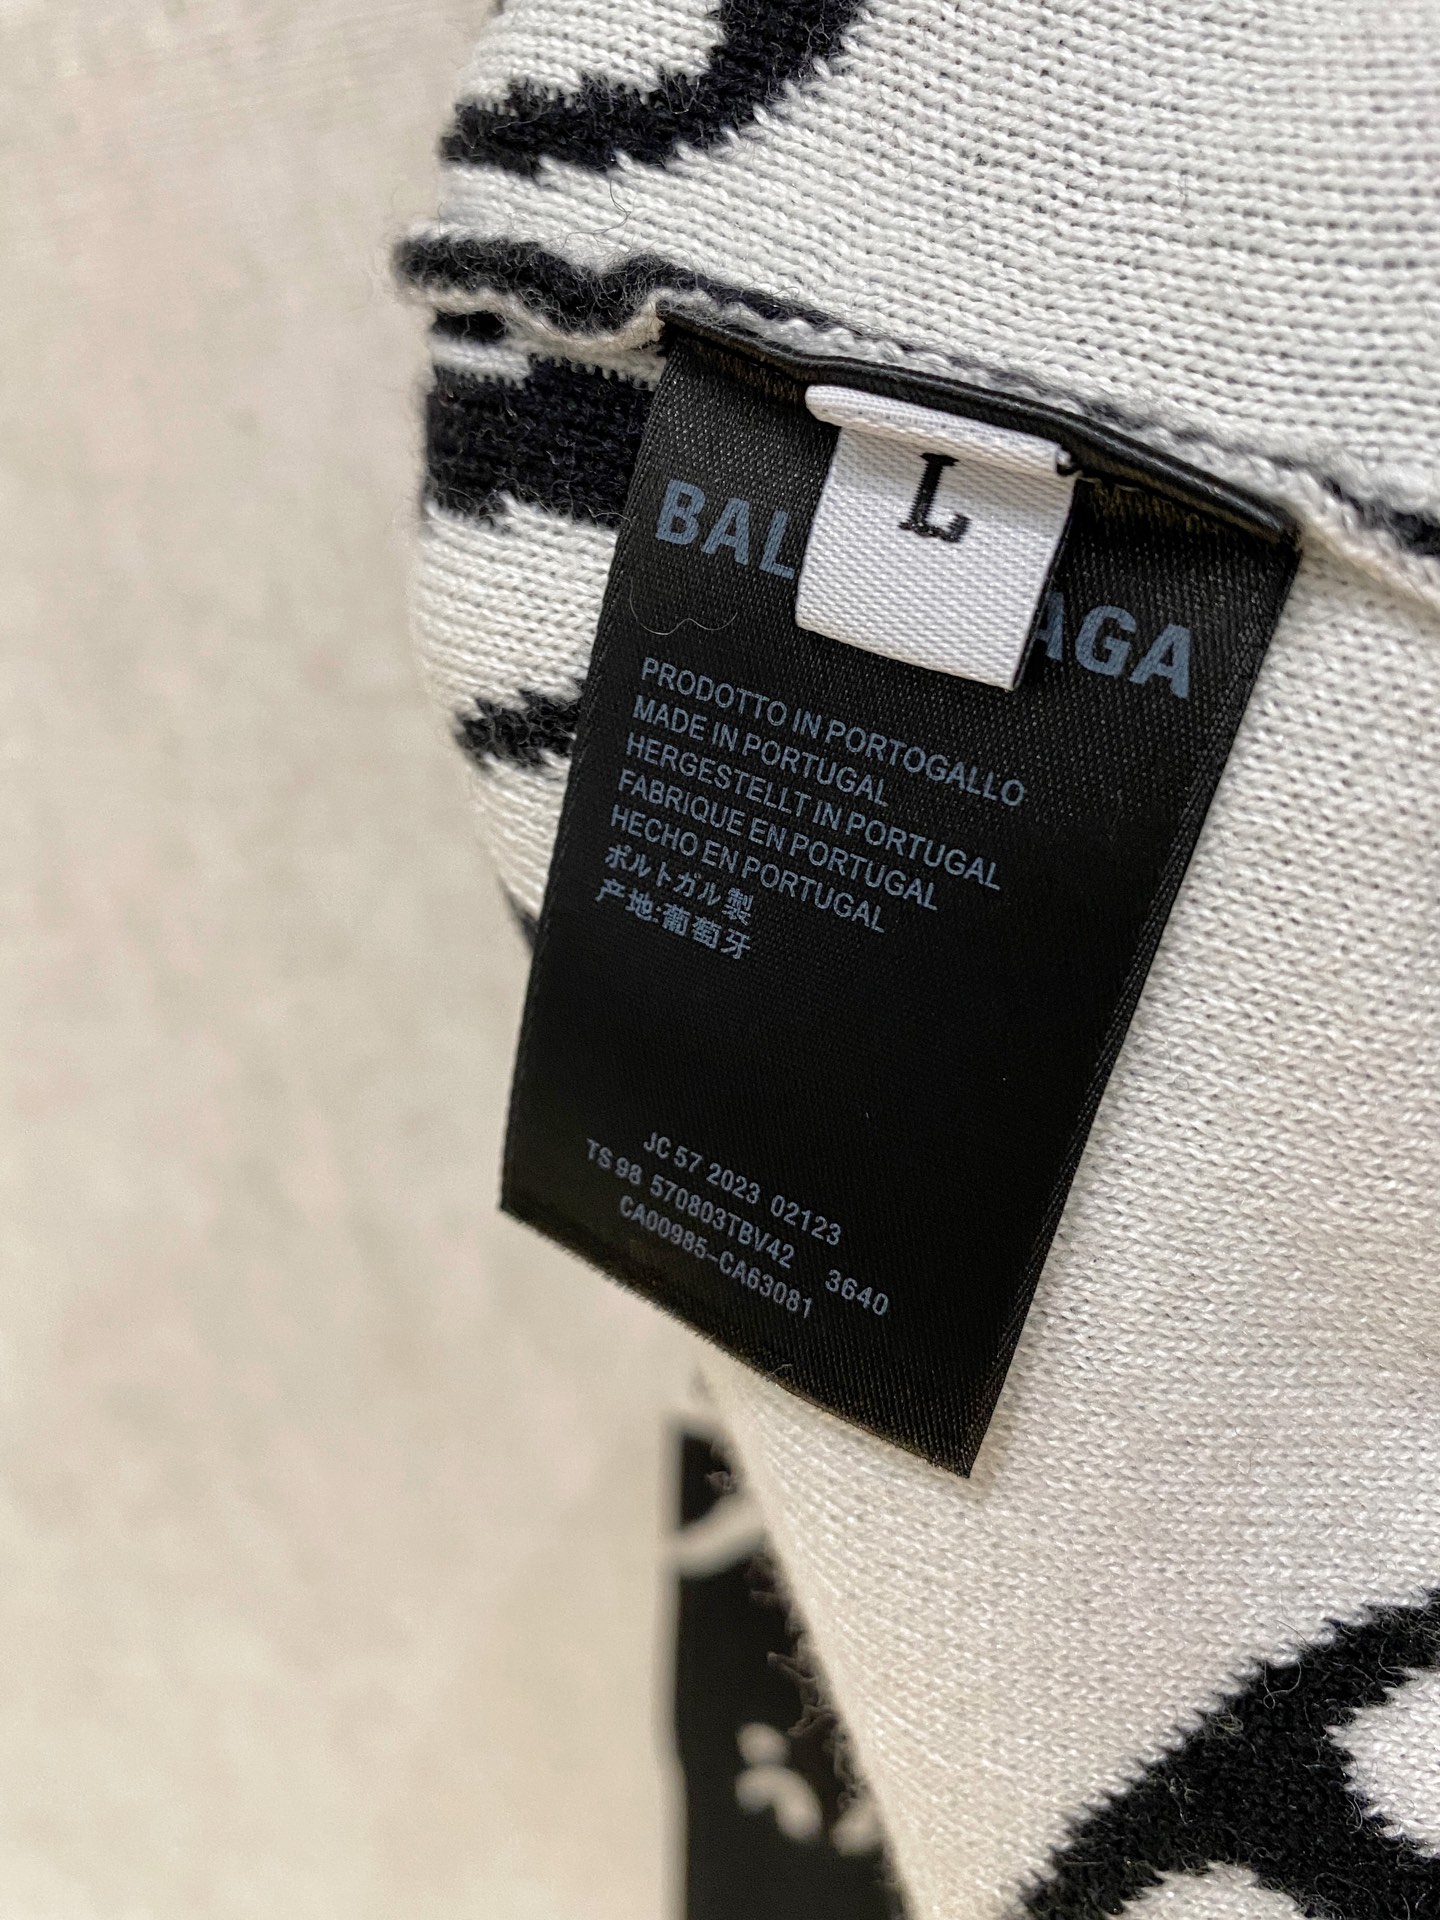 L
BAL AGA
PRODOTTO IN PORTOGALLO
MADE IN PORTUGAL
HERGESTELLT IN PORTUGAL
FABRIQUE EN PORTUGAL
HECHO EN PORTUGAL
ポルトガル製
产地:葡萄牙
JC 57 2023 02123
TS 98 570803TBV42 3640
CA00985-CA63081